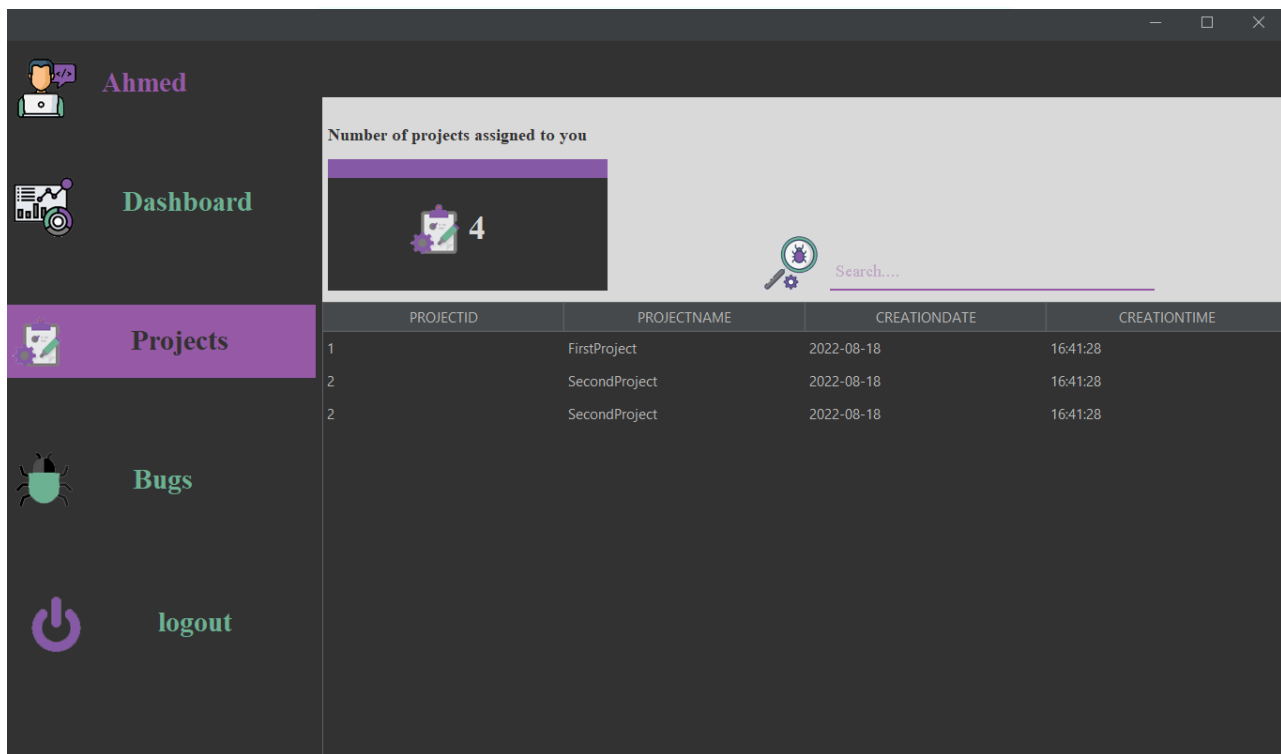 Ahmed
Dashboard
Projects
Bugs
logout
Number of projects assigned to you
4
Search....
PROJECTID PROJECTNAME CREATIONDATE CREATIONTIME
1 FirstProject 2022-08-18 16:41:28
2 SecondProject 2022-08-18 16:41:28
2 SecondProject 2022-08-18 16:41:28